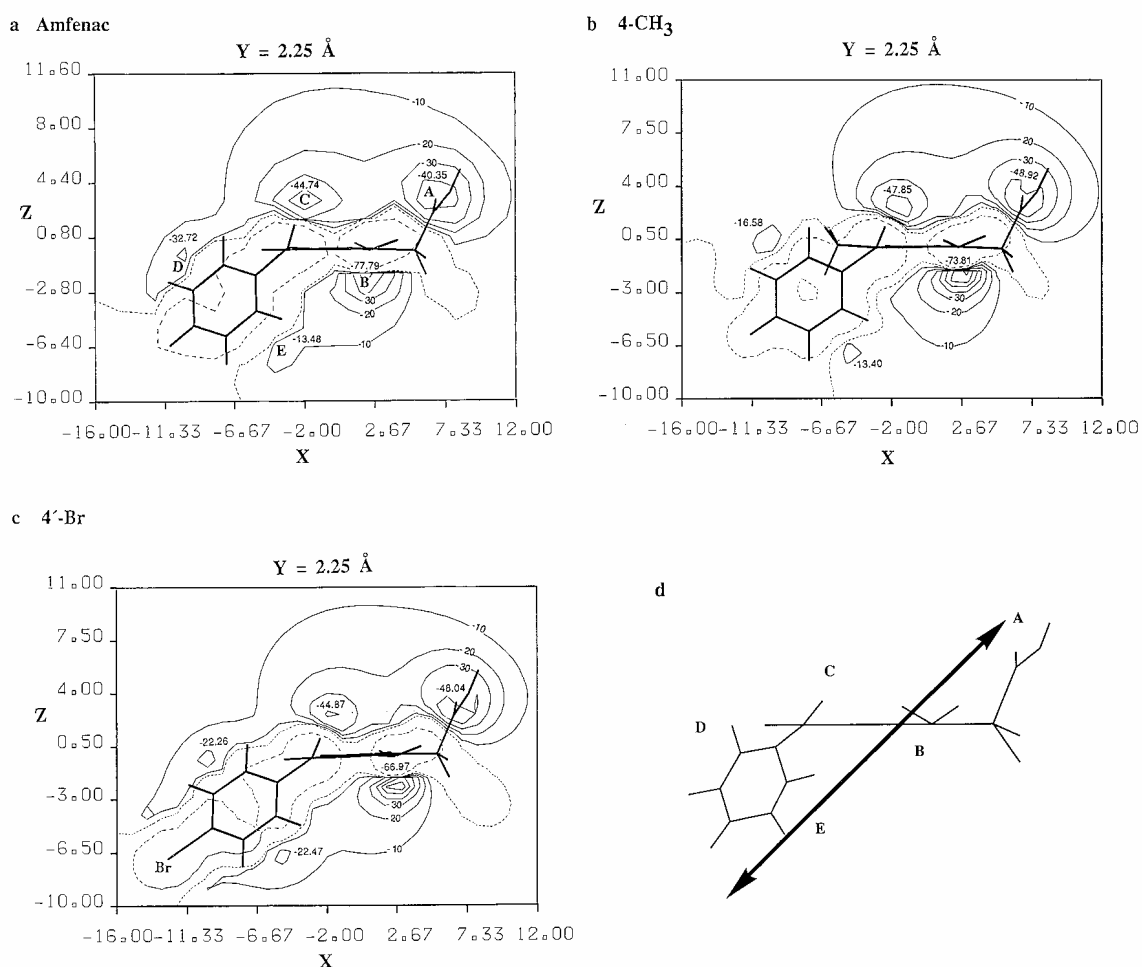 a Amfenac
Y = 2.25 Å
11.60
8.00
4.40
Z
0.80
-2.80
-6.40
-10.00
-16.00 -11.33 -6.67 -2.00 2.67 7.33 12.00
X
-10
-20
-30
-40.35
A
-44.74
C
-32.72
D
-77.79
B
-30
-20
-10
-13.48
E
b 4-CH3
Y = 2.25 Å
11.00
7.50
4.00
Z
0.50
-3.00
-6.50
-10.00
-16.00 -11.33 -6.67 -2.00 2.67 7.33 12.00
X
-10
-20
-30
-48.92
-47.85
-16.58
-73.81
-30
-20
-10
-13.40
c 4′-Br
Y = 2.25 Å
11.00
7.50
4.00
Z
0.50
-3.00
-6.50
-10.00
-16.00 -11.33 -6.67 -2.00 2.67 7.33 12.00
X
-10
-20
-30
-48.04
-44.87
-22.26
-66.97
30
20
-10
-22.47
Br
d
A
C
D
B
E